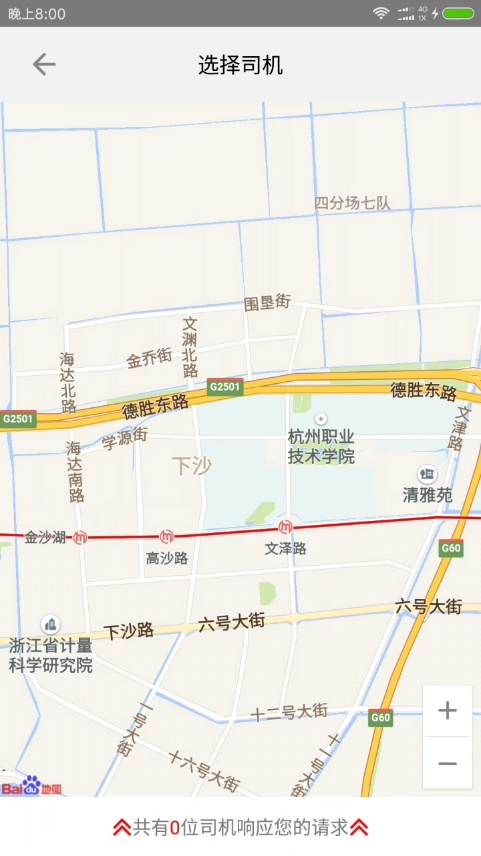 晚上8:00
4G
1X
选择司机
四分场七队
围垦街
文渊北路
金乔街
海达北路
G2501
德胜东路
德胜东路
G2501
文津路
学源街
杭州职业
技术学院
海达南路
下沙
清雅苑
金沙湖
高沙路
文泽路
G60
六号大街
六号大街
下沙路
浙江省计量
科学研究院
一号大街
十二号大街
G60
十一号大街
十六号大街
Bai du 地图
共有0位司机响应您的请求